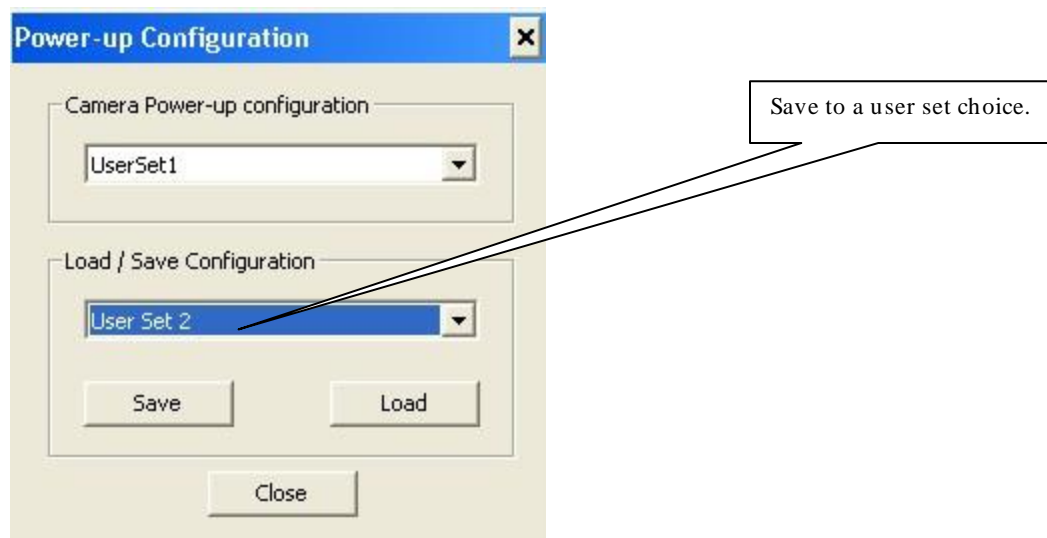 Power-up Configuration
Save to a user set choice.
Camera Power-up configuration
UserSet1
Load / Save Configuration
User Set 2
Save Load
Close